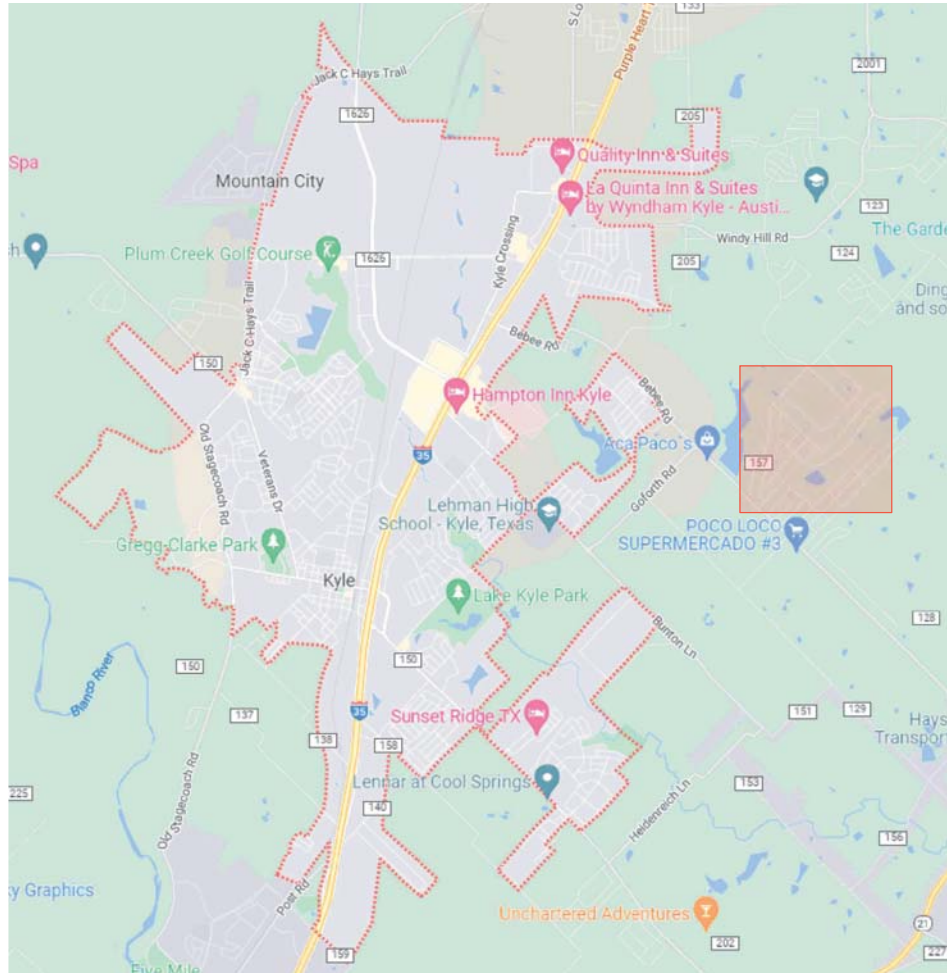 133
S Lo
Purple Heart
Jack C Hays Trail
2001
1626
205
Quality Inn & Suites
Spa
Mountain City
La Quinta Inn & Suites
by Wyndham Kyle - Austi...
123
Kyle Crossing
Windy Hill Rd
The Garde
Plum Creek Golf Course
1626
205
124
Ding
and so
Jack C Hays Trail
Bebee Rd
150
Hampton Inn Kyle
Bebee Rd
Old Stagecoach Rd
Veterans Dr
35
Aca Paco´s
157
Goforth Rd
Lehman High
School - Kyle, Texas
POCO LOCO
SUPERMERCADO #3
Gregg-Clarke Park
Kyle
Lake Kyle Park
128
Bunton Ln
150
150
Blanco River
137
35
Sunset Ridge TX
151
129
Hays
Transport
138
158
Lennar at Cool Springs
153
225
140
Heidenreich Ln
Old Stagecoach Rd
156
ky Graphics
Post Rd
Unchartered Adventures
21
202
159
227
Five Mile